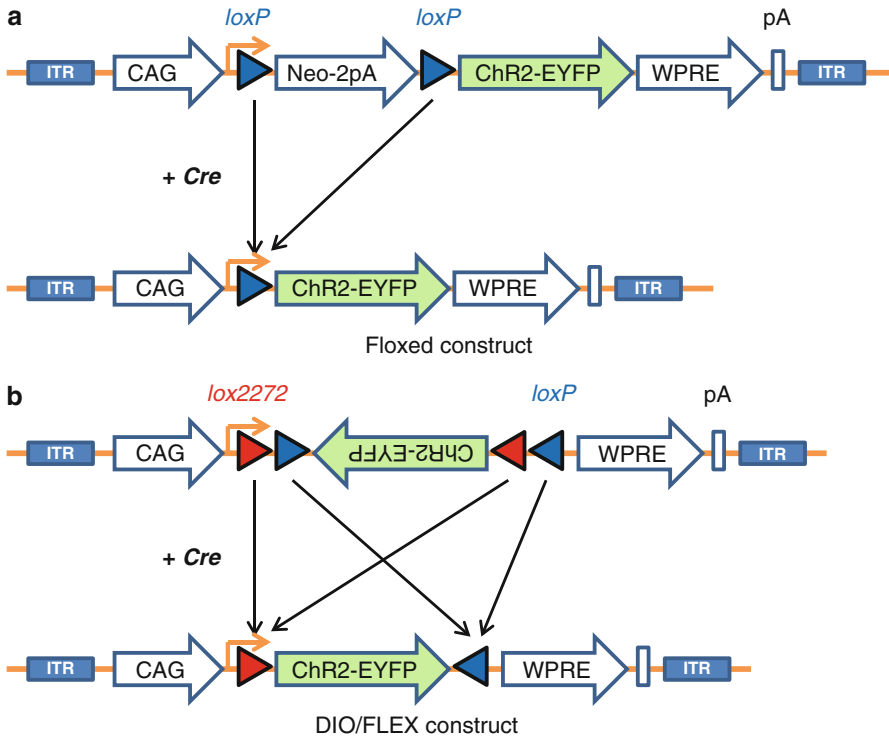 a
loxP
loxP
pA
ITR
CAG
Neo-2pA
ChR2-EYFP
WPRE
ITR
+ Cre
ITR
CAG
ChR2-EYFP
WPRE
ITR
Floxed construct
b
lox2272
loxP
pA
ITR
CAG
ChR2-EYFP
WPRE
ITR
+ Cre
ITR
CAG
ChR2-EYFP
WPRE
ITR
DIO/FLEX construct